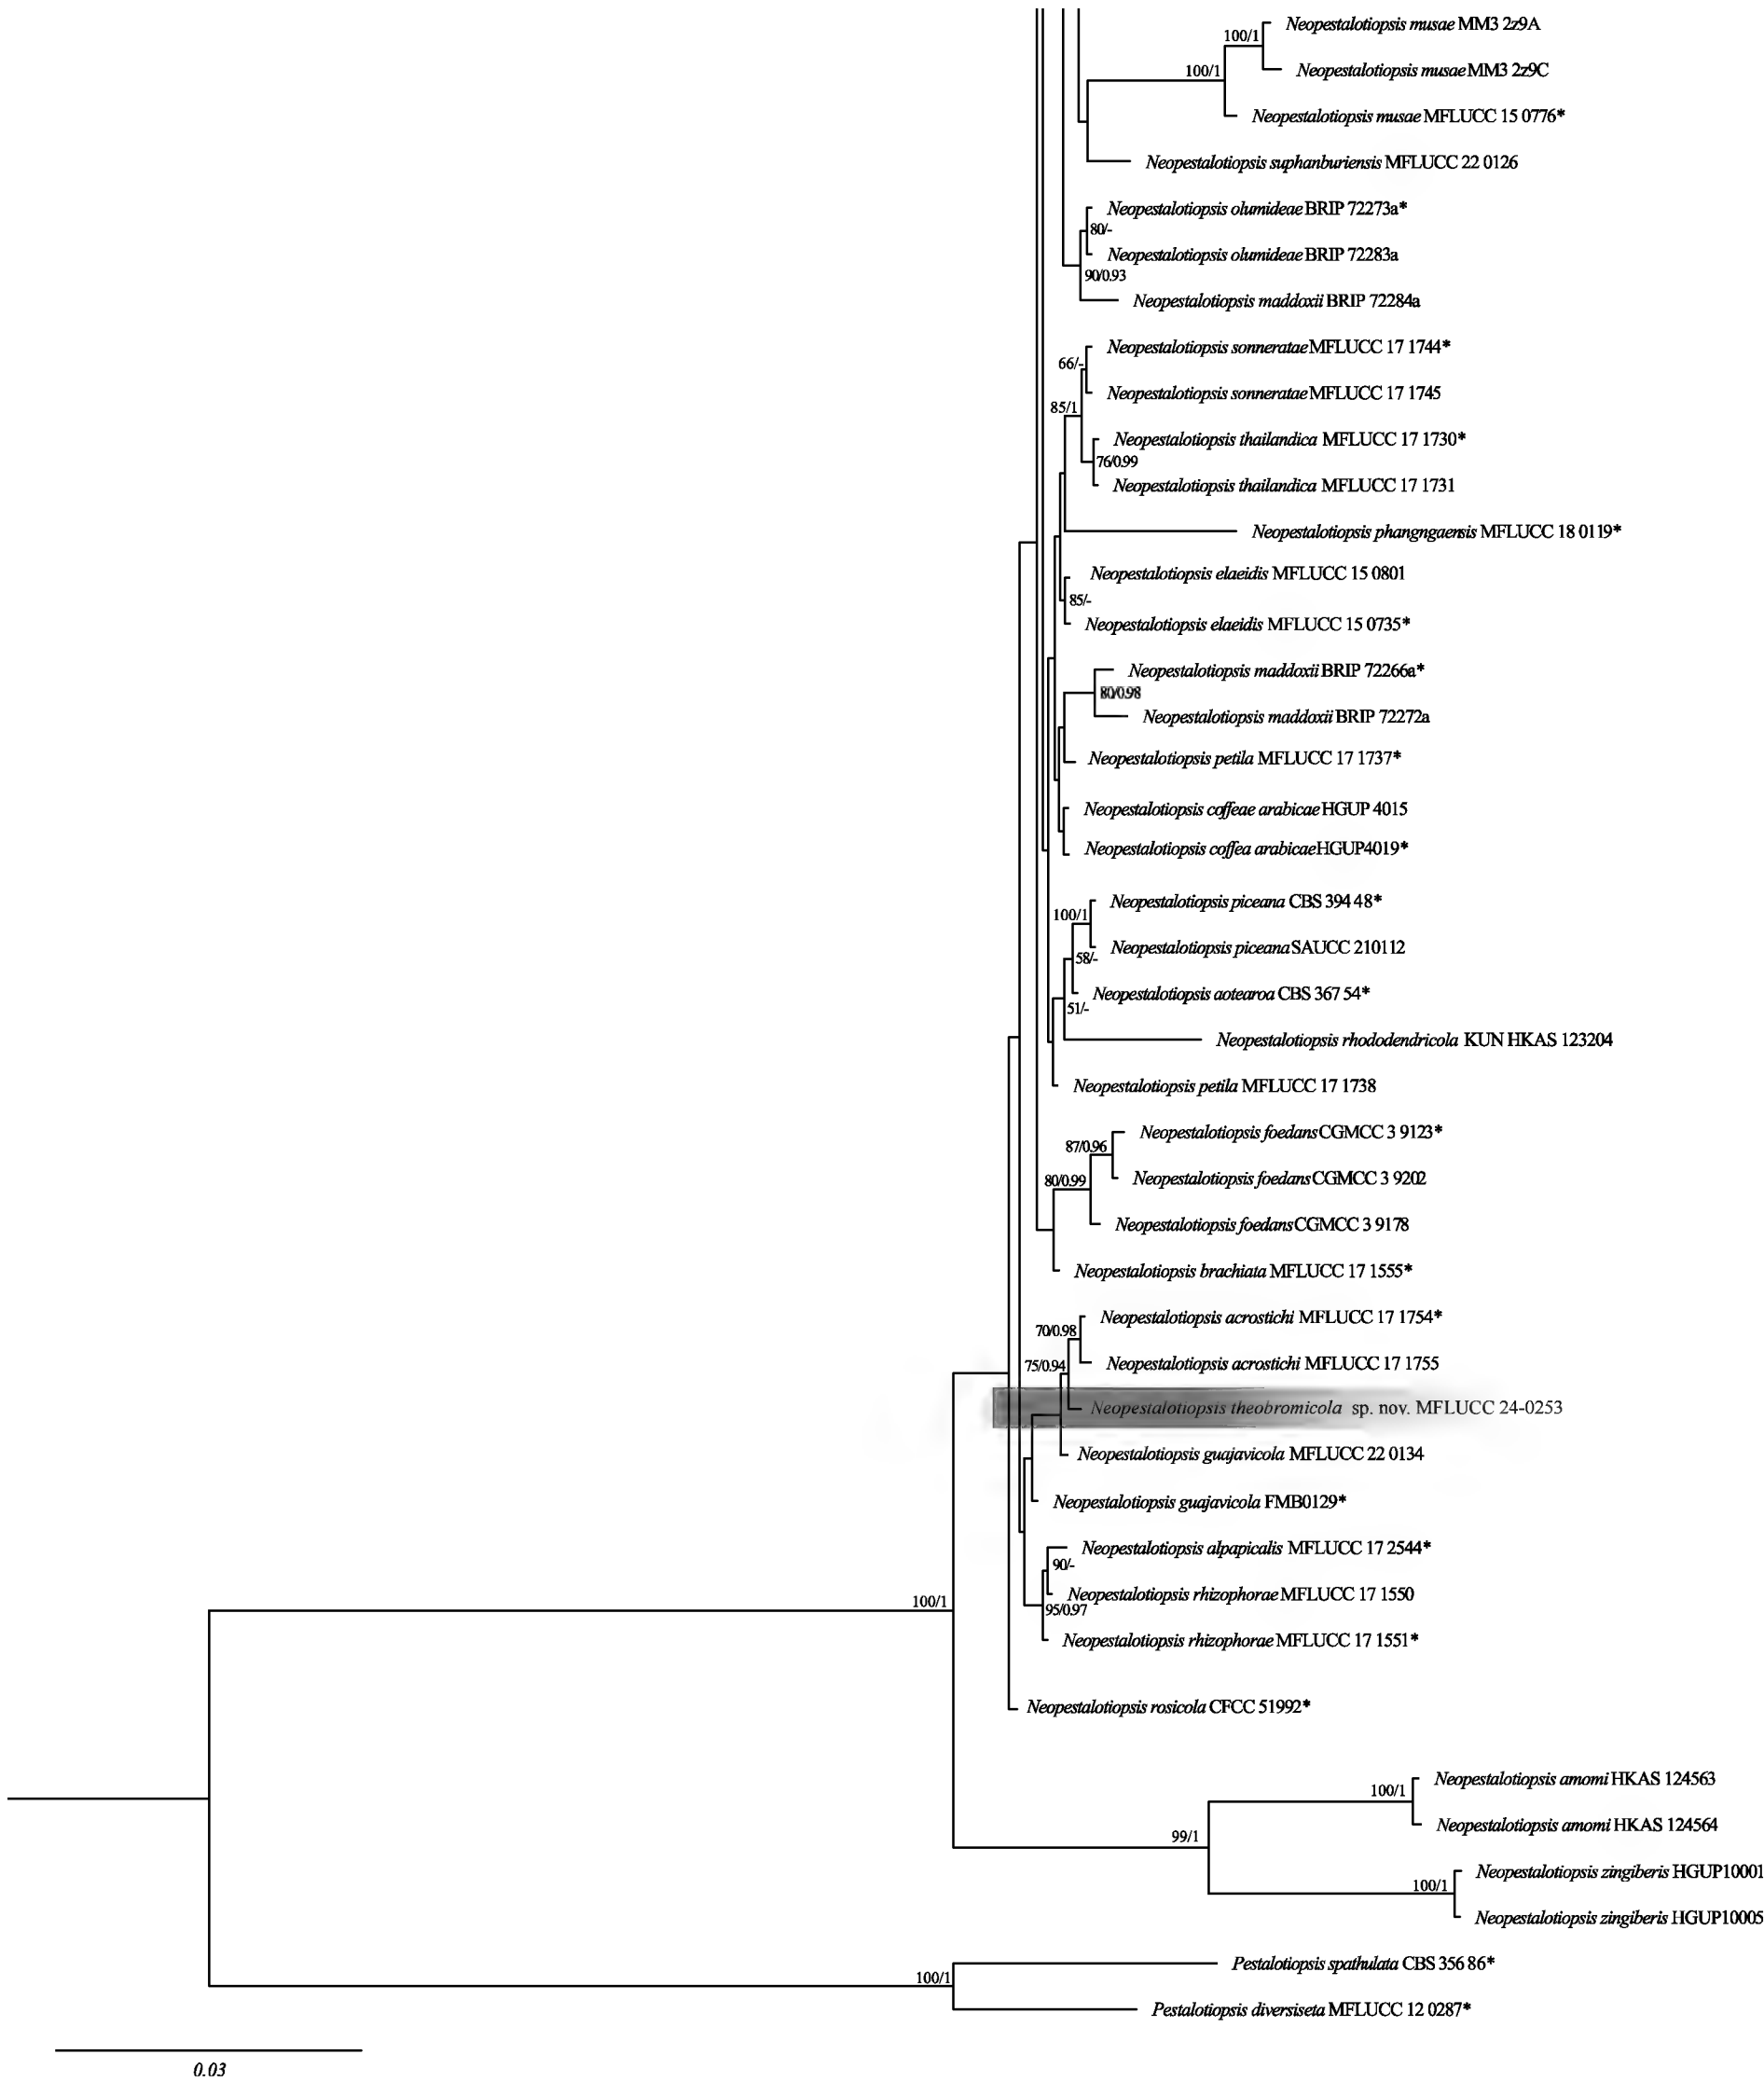 Neopestalotiopsis musae MM3 2z9A
100/1
Neopestalotiopsis musae MM3 2z9C
100/1
Neopestalotiopsis musae MFLUCC 15 0776*
Neopestalotiopsis suphanburiensis MFLUCC 22 0126
Neopestalotiopsis olumideae BRIP 72273a*
80/-
Neopestalotiopsis olumideae BRIP 72283a
90/0.93
Neopestalotiopsis maddoxii BRIP 72284a
Neopestalotiopsis sonneratae MFLUCC 17 1744*
66/-
Neopestalotiopsis sonneratae MFLUCC 17 1745
85/1
Neopestalotiopsis thailandica MFLUCC 17 1730*
76/0.99
Neopestalotiopsis thailandica MFLUCC 17 1731
Neopestalotiopsis phangngaensis MFLUCC 18 0119*
Neopestalotiopsis elaeidis MFLUCC 15 0801
85/-
Neopestalotiopsis elaeidis MFLUCC 15 0735*
Neopestalotiopsis maddoxii BRIP 72266a*
80/0.98
Neopestalotiopsis maddoxii BRIP 72272a
Neopestalotiopsis petila MFLUCC 17 1737*
Neopestalotiopsis coffeae arabicae HGUP 4015
Neopestalotiopsis coffea arabicae HGUP4019*
Neopestalotiopsis piceana CBS 394 48*
100/1
Neopestalotiopsis piceana SAUCC 210112
58/-
Neopestalotiopsis aotearoa CBS 367 54*
51/-
Neopestalotiopsis rhododendricola KUN HKAS 123204
Neopestalotiopsis petila MFLUCC 17 1738
Neopestalotiopsis foedans CGMCC 3 9123*
87/0.96
Neopestalotiopsis foedans CGMCC 3 9202
80/0.99
Neopestalotiopsis foedans CGMCC 3 9178
Neopestalotiopsis brachiata MFLUCC 17 1555*
Neopestalotiopsis acrostichi MFLUCC 17 1754*
70/0.98
Neopestalotiopsis acrostichi MFLUCC 17 1755
75/0.94
Neopestalotiopsis theobromicola sp. nov. MFLUCC 24-0253
Neopestalotiopsis guajavicola MFLUCC 22 0134
Neopestalotiopsis guajavicola FMB0129*
Neopestalotiopsis alpapicalis MFLUCC 17 2544*
90/-
Neopestalotiopsis rhizophorae MFLUCC 17 1550
100/1
95/0.97
Neopestalotiopsis rhizophorae MFLUCC 17 1551*
Neopestalotiopsis rosicola CFCC 51992*
Neopestalotiopsis amomi HKAS 124563
100/1
Neopestalotiopsis amomi HKAS 124564
99/1
Neopestalotiopsis zingiberis HGUP10001
100/1
Neopestalotiopsis zingiberis HGUP10005
Pestalotiopsis spathulata CBS 356 86*
100/1
Pestalotiopsis diversiseta MFLUCC 12 0287*
0.03